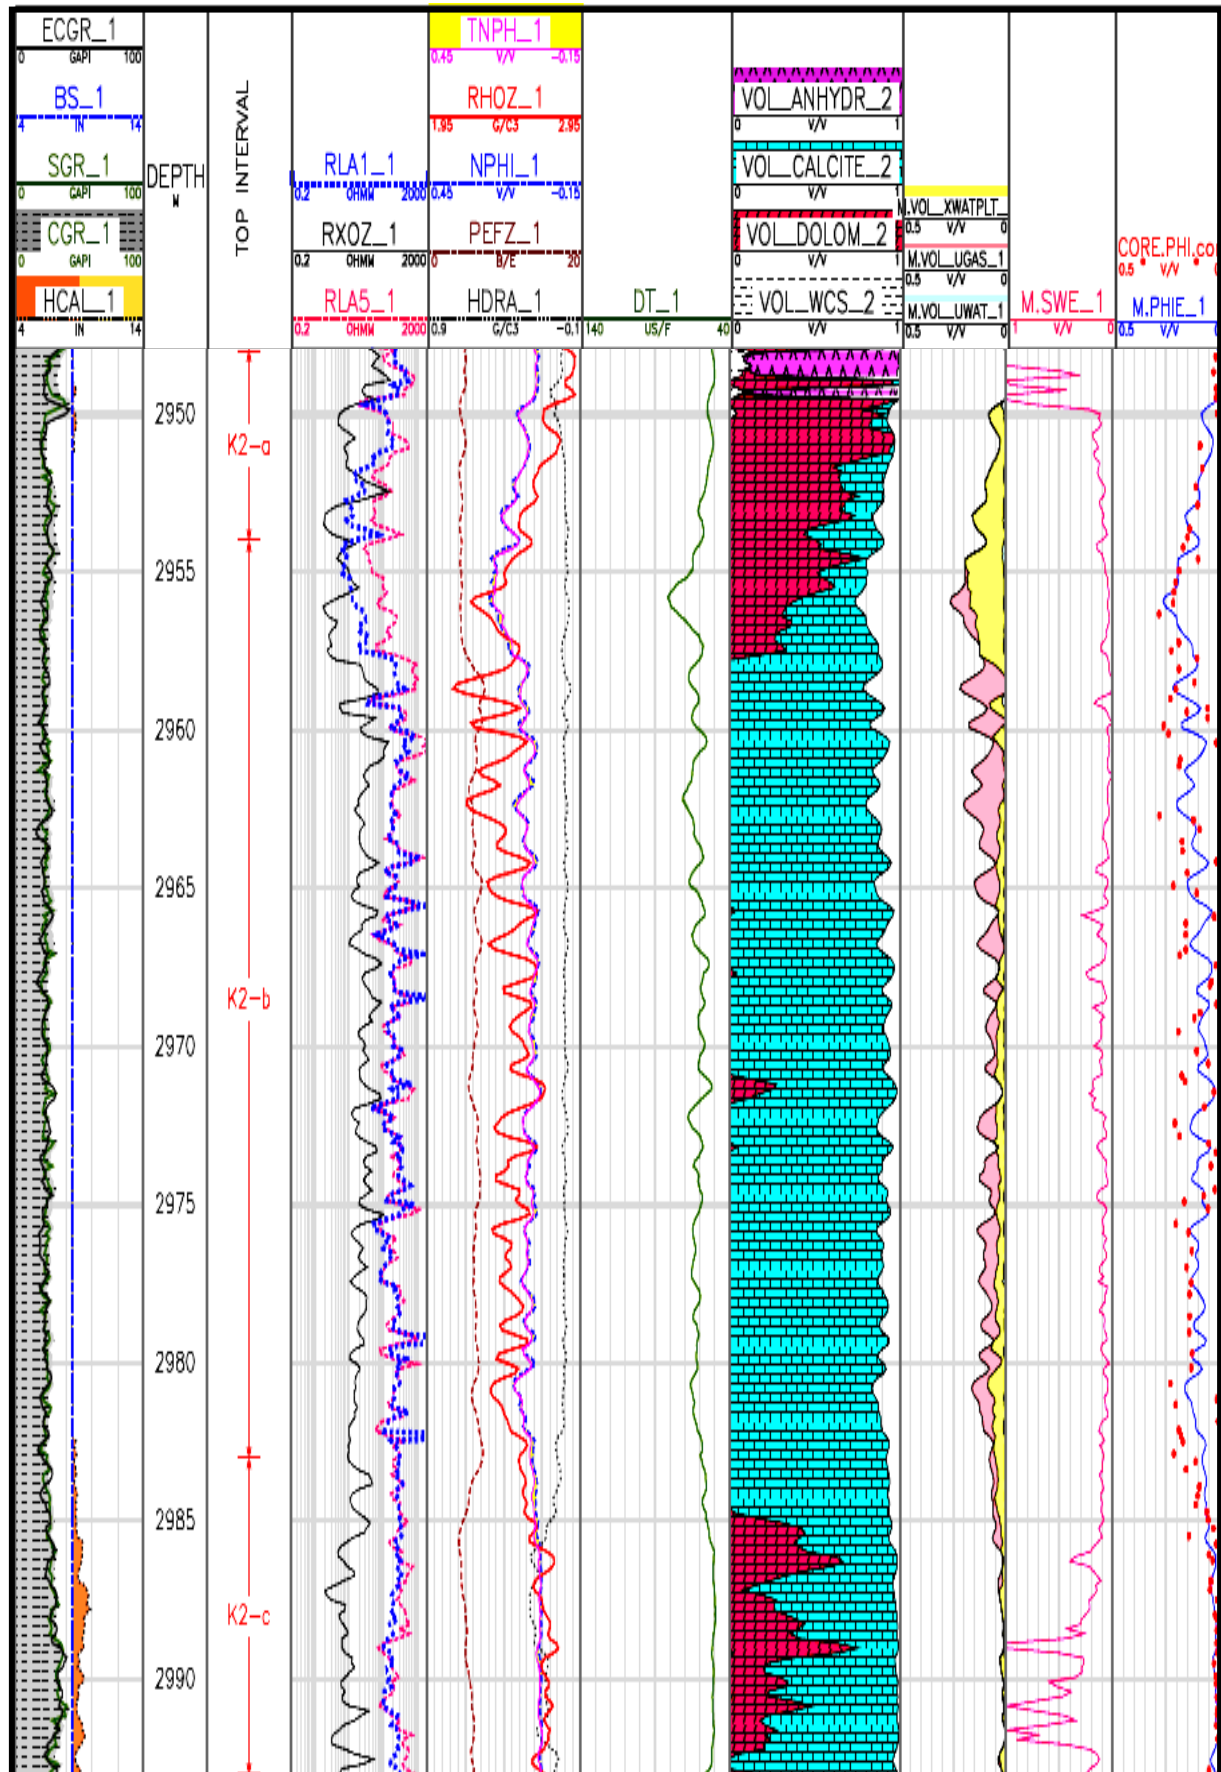 ECGR_1
0 GAPI 100
BS_1
4 IN 14
SGR_1
0 GAPI 100
CGR_1
0 GAPI 100
HCAL_1
4 IN 14
DEPTH
M
TOP INTERVAL
RLA1_1
0.2 OHMM 2000
RXOZ_1
0.2 OHMM 2000
RLA5_1
0.2 OHMM 2000
TNPH_1
0.45 V/V -0.15
RHOZ_1
1.95 G/C3 2.95
NPHI_1
0.45 V/V -0.15
PEFZ_1
0 B/E 20
HDRA_1
0.9 G/C3 -0.1
DT_1
140 US/F 40
VOL_ANHYDR_2
0 V/V 1
VOL_CALCITE_2
0 V/V 1
VOL_DOLOM_2
0 V/V 1
VOL_WCS_2
0 V/V 1
M.VOL_XWATPLT_
0.5 V/V 0
M.VOL_UGAS_1
0.5 V/V 0
M.VOL_UWAT_1
0.5 V/V 0
M.SWE_1
1 V/V 0
CORE.PHI.co
0.5 V/V 0
M.PHIE_1
0.5 V/V 0
2950
K2-a
2955
2960
2965
K2-b
2970
2975
2980
2985
K2-c
2990